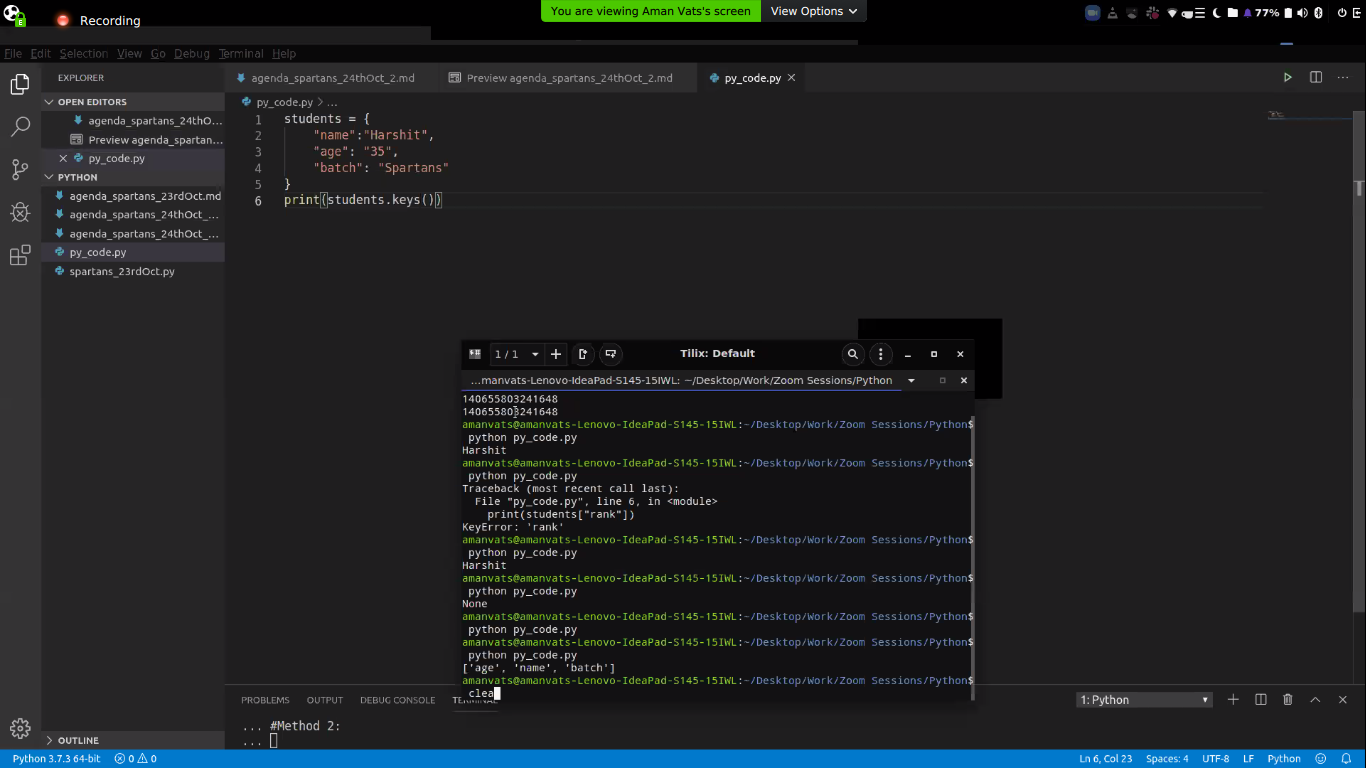 Recording
You are viewing Aman Vats's screen
View Options
77%
File Edit Selection View Go Debug Terminal Help
EXPLORER
OPEN EDITORS
agenda_spartans_24thO...
Preview agenda_spartan...
py_code.py
PYTHON
agenda_spartans_23rdOct.md
agenda_spartans_24thOct_...
agenda_spartans_24thOct_...
py_code.py
spartans_23rdOct.py
OUTLINE
agenda_spartans_24thOct_2.md
Preview agenda_spartans_24thOct_2.md
py_code.py
py_code.py > ...
1 students = {
2 "name":"Harshit",
3 "age": "35",
4 "batch": "Spartans"
5 }
6 print(students.keys())
1 / 1
Tilix: Default
...manvats-Lenovo-IdeaPad-S145-15IWL: ~/Desktop/Work/Zoom Sessions/Python
140655803241648
140655803241648
amanvats@amanvats-Lenovo-IdeaPad-S145-15IWL:~/Desktop/Work/Zoom Sessions/Python$
python py_code.py
Harshit
amanvats@amanvats-Lenovo-IdeaPad-S145-15IWL:~/Desktop/Work/Zoom Sessions/Python$
python py_code.py
Traceback (most recent call last):
File "py_code.py", line 6, in <module>
print(students["rank"])
KeyError: 'rank'
amanvats@amanvats-Lenovo-IdeaPad-S145-15IWL:~/Desktop/Work/Zoom Sessions/Python$
python py_code.py
Harshit
amanvats@amanvats-Lenovo-IdeaPad-S145-15IWL:~/Desktop/Work/Zoom Sessions/Python$
python py_code.py
None
amanvats@amanvats-Lenovo-IdeaPad-S145-15IWL:~/Desktop/Work/Zoom Sessions/Python$
python py_code.py
amanvats@amanvats-Lenovo-IdeaPad-S145-15IWL:~/Desktop/Work/Zoom Sessions/Python$
python py_code.py
['age', 'name', 'batch']
amanvats@amanvats-Lenovo-IdeaPad-S145-15IWL:~/Desktop/Work/Zoom Sessions/Python$
clea
PROBLEMS OUTPUT DEBUG CONSOLE TERMINAL
1: Python
... #Method 2:
...
Python 3.7.3 64-bit 0 0
Ln 6, Col 23 Spaces: 4 UTF-8 LF Python